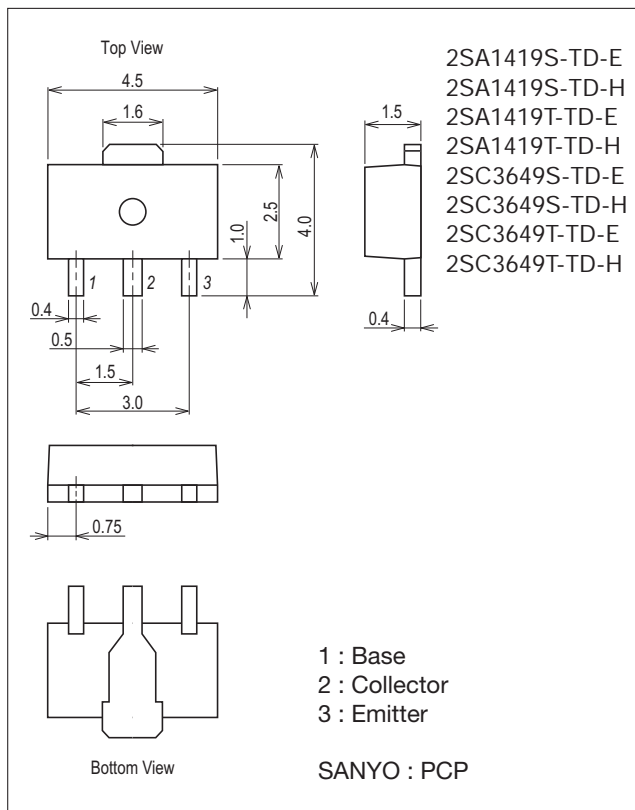 Top View
4.5
1.6
1
2
3
1.0
2.5
4.0
0.4
0.5
1.5
3.0
1.5
0.4
2SA1419S-TD-E
2SA1419S-TD-H
2SA1419T-TD-E
2SA1419T-TD-H
2SC3649S-TD-E
2SC3649S-TD-H
2SC3649T-TD-E
2SC3649T-TD-H
0.75
Bottom View
1 : Base
2 : Collector
3 : Emitter
SANYO : PCP